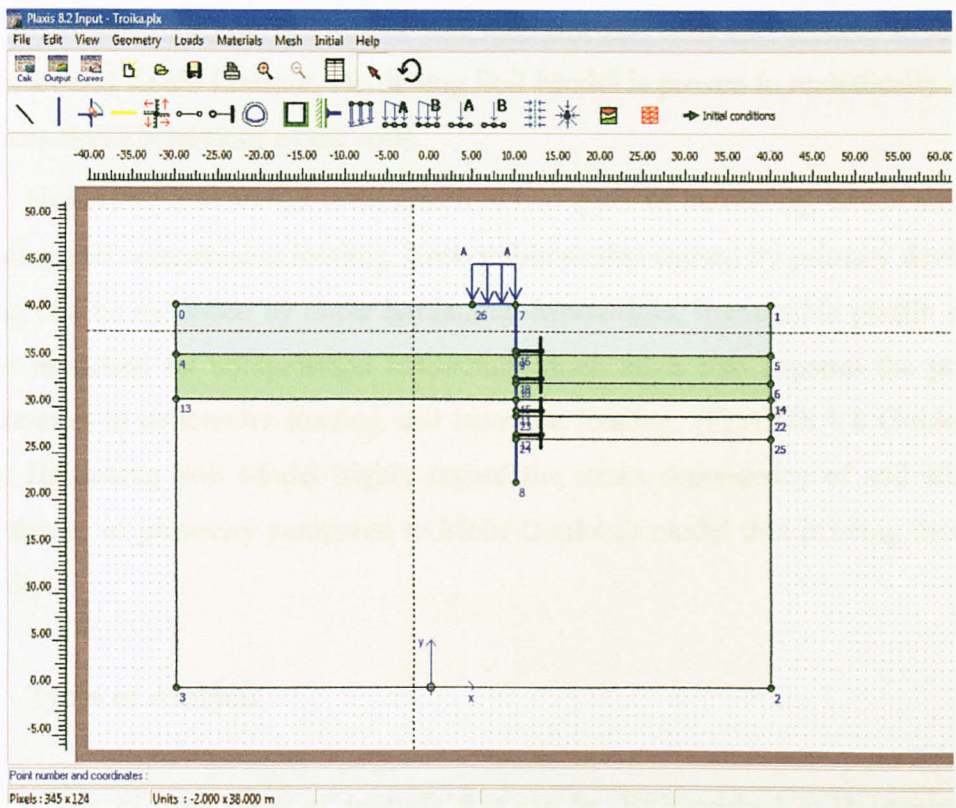 Plaxis 8.2 Input - Troika.plx
File Edit View Geometry Loads Materials Mesh Initial Help
Calc Output Curves
A B A B Initial conditions
-40.00 -35.00 -30.00 -25.00 -20.00 -15.00 -10.00 -5.00 0.00 5.00 10.00 15.00 20.00 25.00 30.00 35.00 40.00 45.00 50.00 55.00 60.00
50.00
45.00
A A
40.00
0 26 7 1
35.00
4 5
6
30.00
13 14
22
25.00
24 25
20.00
8
15.00
10.00
5.00
y
0.00
x
3 2
-5.00
Point number and coordinates :
Pixels : 345 x 124 Units : -2.000 x 38.000 m